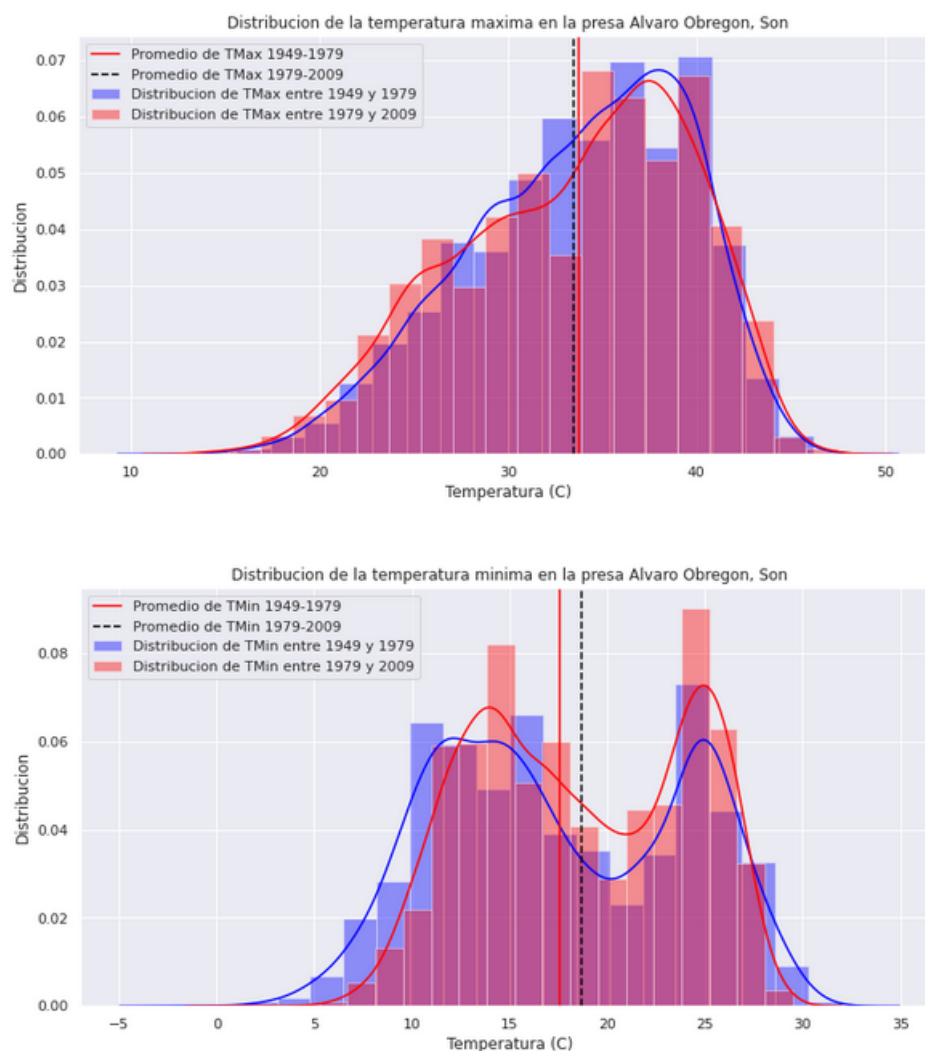 Distribucion de la temperatura maxima en la presa Alvaro Obregon, Son
Promedio de TMax 1949-1979
Promedio de TMax 1979-2009
Distribucion de TMax entre 1949 y 1979
Distribucion de TMax entre 1979 y 2009
0.07
0.06
0.05
0.04
0.03
0.02
0.01
0.00
Distribucion
10 20 30 40 50
Temperatura (C)
Distribucion de la temperatura minima en la presa Alvaro Obregon, Son
Promedio de TMin 1949-1979
Promedio de TMin 1979-2009
Distribucion de TMin entre 1949 y 1979
Distribucion de TMin entre 1979 y 2009
0.08
0.06
0.04
0.02
0.00
Distribucion
−5 0 5 10 15 20 25 30 35
Temperatura (C)